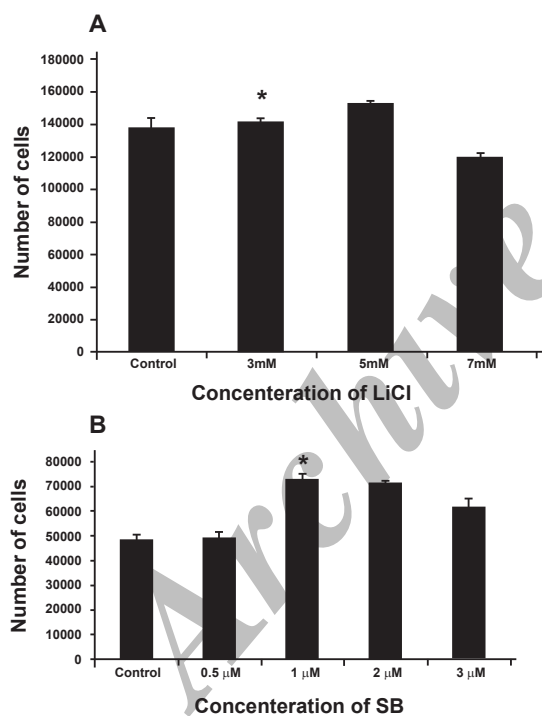 A
180000
160000
140000
120000
100000
80000
60000
40000
20000
0
Number of cells
*
Control 3mM 5mM 7mM
Concenteration of LiCl
B
80000
70000
60000
50000
40000
30000
20000
10000
0
Number of cells
*
Control 0.5 μM 1 μM 2 μM 3 μM
Concenteration of SB
Archive